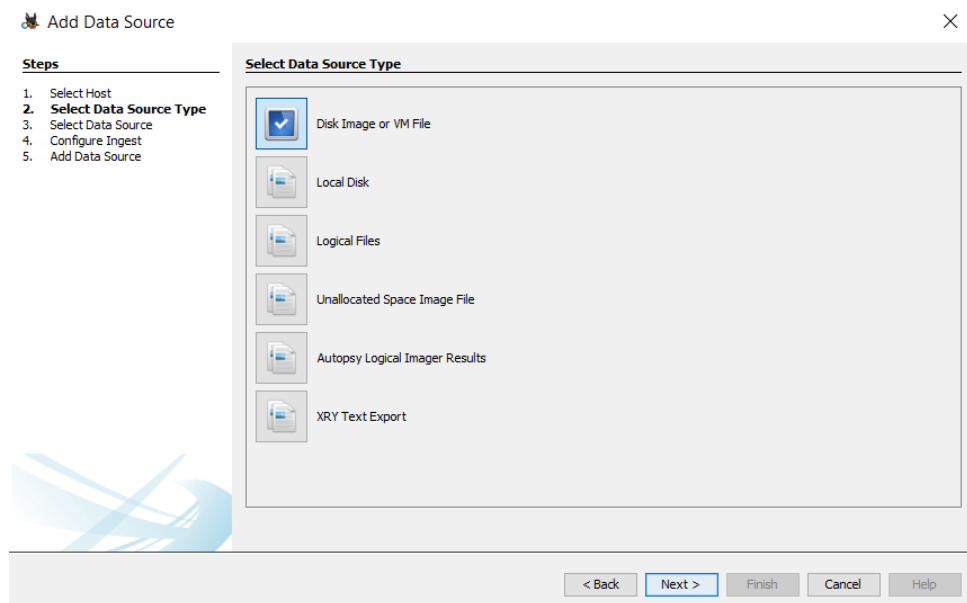 Add Data Source
Steps
1. Select Host
2. Select Data Source Type
3. Select Data Source
4. Configure Ingest
5. Add Data Source
Select Data Source Type
Disk Image or VM File
Local Disk
Logical Files
Unallocated Space Image File
Autopsy Logical Imager Results
XRY Text Export
< Back Next > Finish Cancel Help